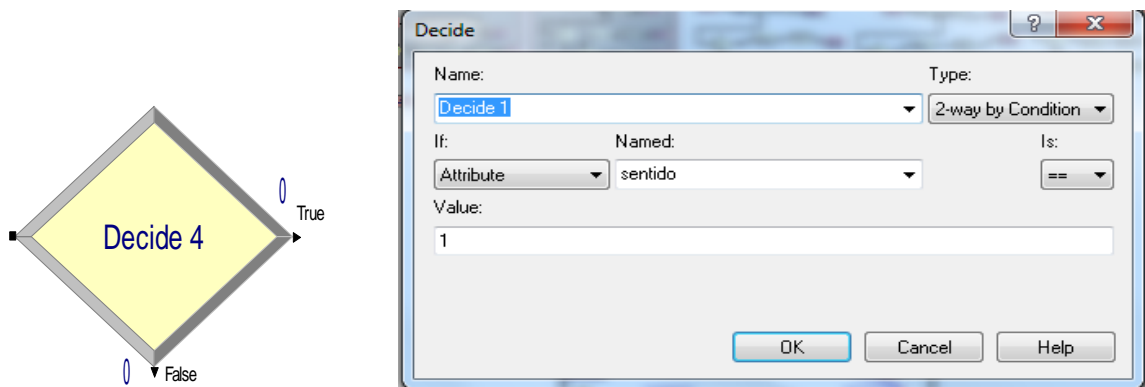 0
True
Decide 4
0
False
Decide
Name:
Type:
Decide 1
2-way by Condition
If:
Named:
Is:
Attribute
sentido
==
Value:
1
OK
Cancel
Help